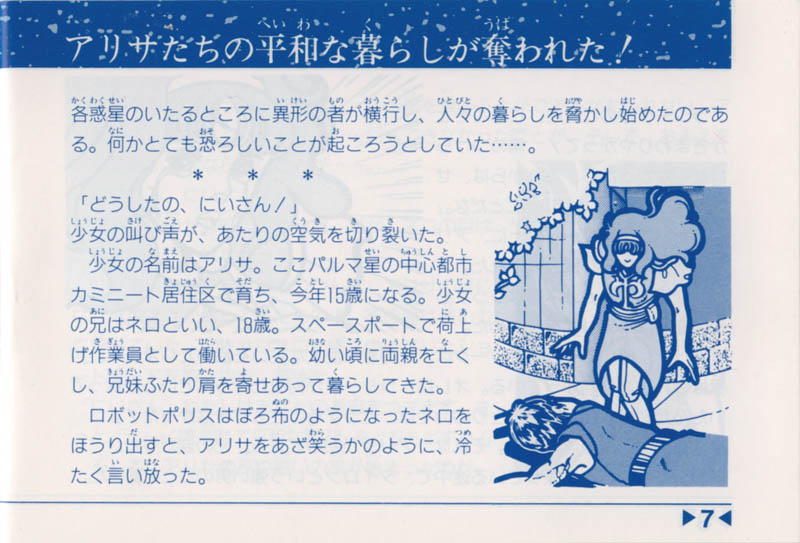 アリサたちの平和な暮らしが奪われた!
各惑星のいたるところに異形の者が横行し、人々の暮らしを脅かし始めたのであ
る。何かとても恐ろしいことが起ころうとしていた……。
* * *
「どうしたの、にいさん!」
少女の叫び声が、あたりの空気を切り裂いた。
少女の名前はアリサ。ここパルマ星の中心都市
カミニート居住区で育ち、今年15歳になる。少女
の兄はネロといい、18歳。スペースポートで荷上
げ作業員として働いている。幼い頃に両親を亡く
し、兄妹ふたり肩を寄せあって暮らしてきた。
ロボットポリスはぼろ布のようになったネロを
ほうり出すと、アリサをあざ笑うかのように、冷
たく言い放った。
▶7◀